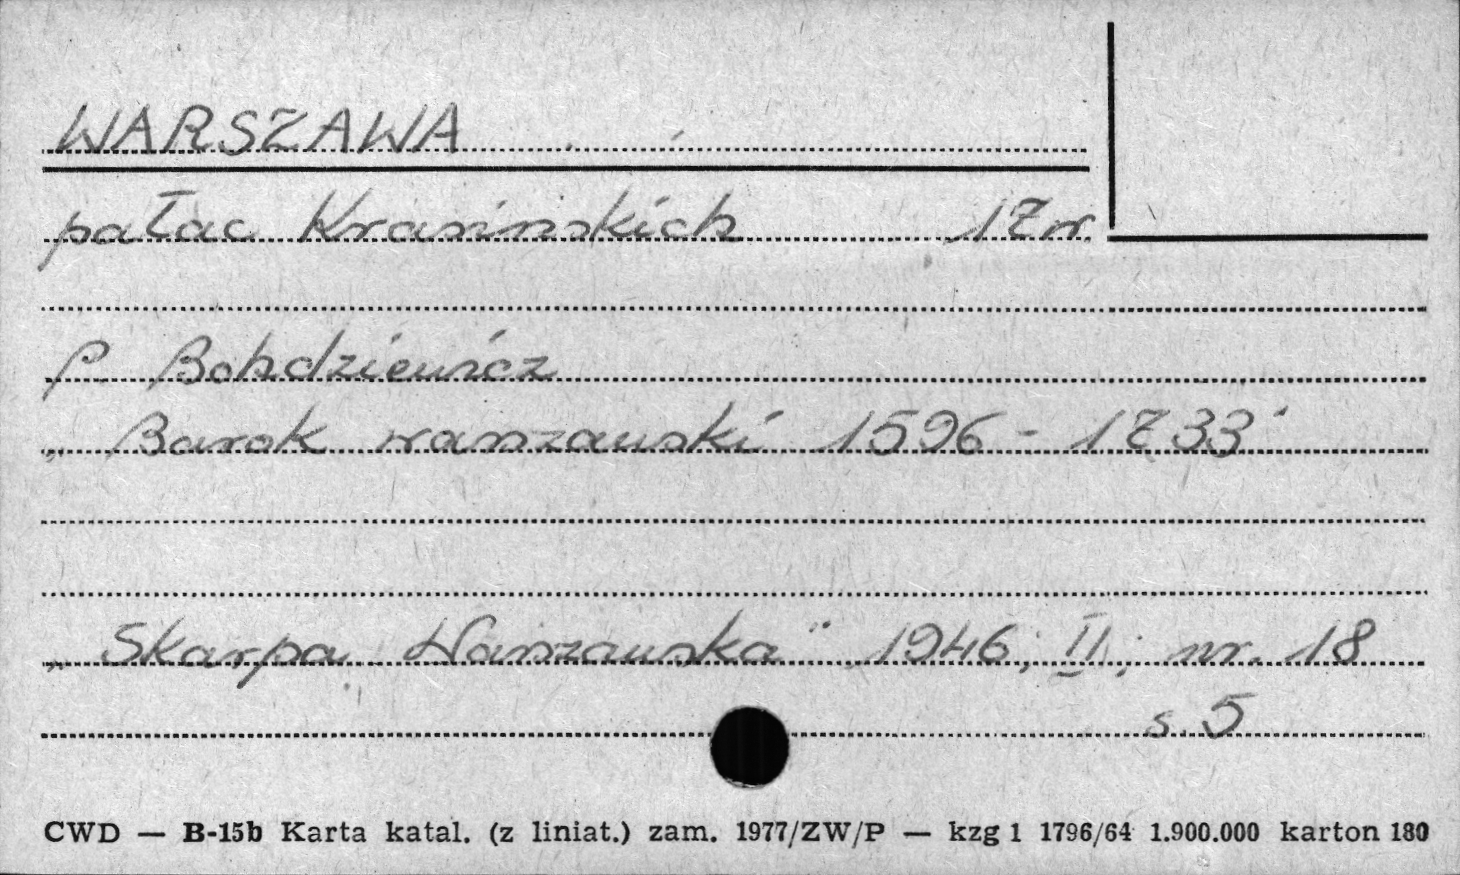 WARSZAWA
pałac Krasińskich 17 w.
P Bohdziewicz
„Barok warszawski 1596 - 1733"
„Skarpa Warszawska" 1946; II; nr. 18
s. 5
CWD — B-15b Karta katal. (z liniat.) zam. 1977/ZW/P — kzg 1 1796/64 1.900.000 karton 180